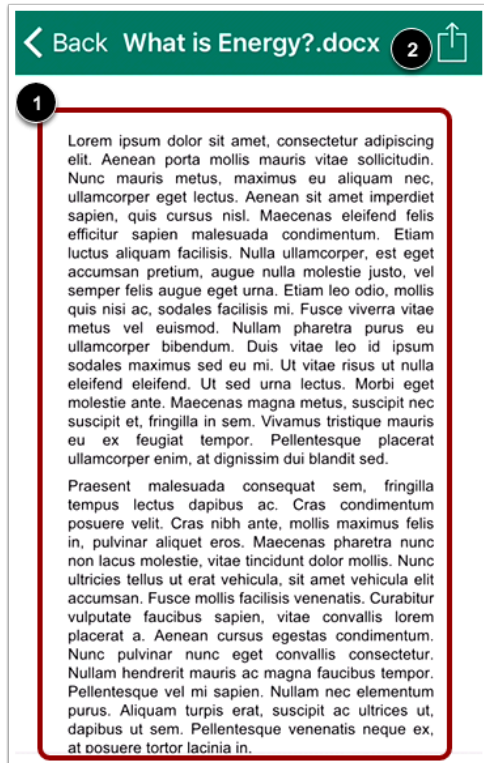 Back What is Energy?.docx 2
1
Lorem ipsum dolor sit amet, consectetur adipiscing
elit. Aenean porta mollis mauris vitae sollicitudin.
Nunc mauris metus, maximus eu aliquam nec,
ullamcorper eget lectus. Aenean sit amet imperdiet
sapien, quis cursus nisl. Maecenas eleifend felis
efficitur sapien malesuada condimentum. Etiam
luctus aliquam facilisis. Nulla ullamcorper, est eget
accumsan pretium, augue nulla molestie justo, vel
semper felis augue eget urna. Etiam leo odio, mollis
quis nisi ac, sodales facilisis mi. Fusce viverra vitae
metus vel euismod. Nullam pharetra purus eu
ullamcorper bibendum. Duis vitae leo id ipsum
sodales maximus sed eu mi. Ut vitae risus ut nulla
eleifend eleifend. Ut sed urna lectus. Morbi eget
molestie ante. Maecenas magna metus, suscipit nec
suscipit et, fringilla in sem. Vivamus tristique mauris
eu ex feugiat tempor. Pellentesque placerat
ullamcorper enim, at dignissim dui blandit sed.
Praesent malesuada consequat sem, fringilla
tempus lectus dapibus ac. Cras condimentum
posuere velit. Cras nibh ante, mollis maximus felis
in, pulvinar aliquet eros. Maecenas pharetra nunc
non lacus molestie, vitae tincidunt dolor mollis. Nunc
ultricies tellus ut erat vehicula, sit amet vehicula elit
accumsan. Fusce mollis facilisis venenatis. Curabitur
vulputate faucibus sapien, vitae convallis lorem
placerat a. Aenean cursus egestas condimentum.
Nunc pulvinar nunc eget convallis consectetur.
Nullam hendrerit mauris ac magna faucibus tempor.
Pellentesque vel mi sapien. Nullam nec elementum
purus. Aliquam turpis erat, suscipit ac ultrices ut,
dapibus ut sem. Pellentesque venenatis neque ex,
at posuere tortor lacinia in.